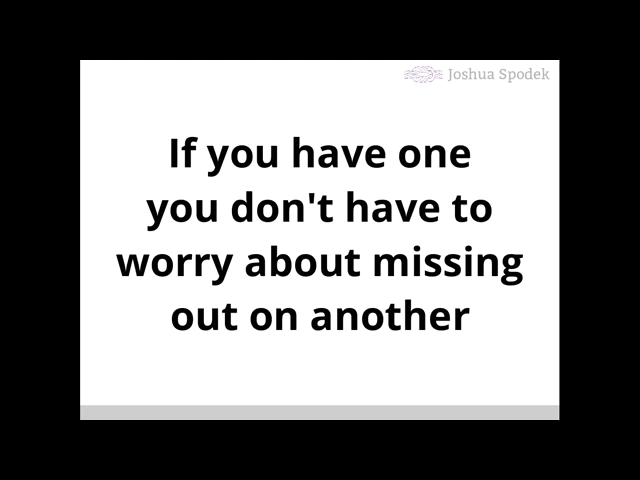 Joshua Spodek
If you have one
you don't have to
worry about missing
out on another